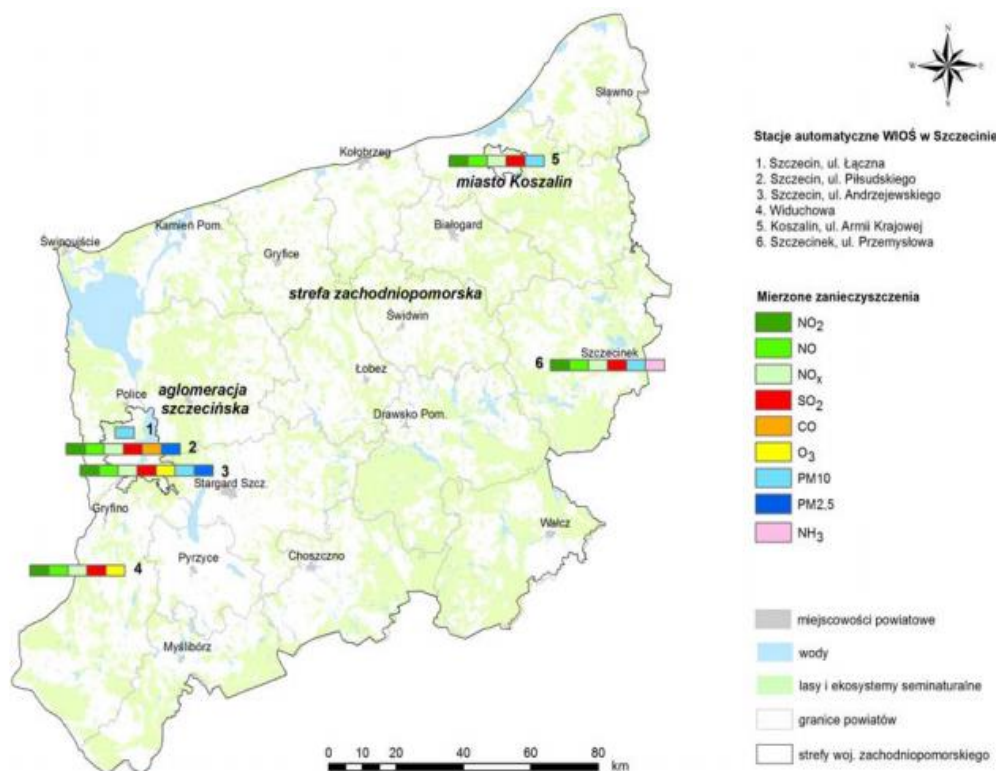 N
W
E
S
Sławno
Stacje automatyczne WIOŚ w Szczecinie
1. Szczecin, ul. Łączna
2. Szczecin, ul. Piłsudskiego
3. Szczecin, ul. Andrzejewskiego
4. Widuchowa
5. Koszalin, ul. Armii Krajowej
6. Szczecinek, ul. Przemysłowa
Kołobrzeg
5
miasto Koszalin
Białogard
Kamień Pom.
Świnoujście
Gryfice
strefa zachodniopomorska
Świdwin
Mierzone zanieczyszczenia
NO2
NO
NOx
SO2
CO
O3
PM10
PM2,5
NH3
6
Szczecinek
Łobez
Police
aglomeracja
szczecińska
Drawsko Pom.
1
2
3
Stargard Szcz.
Gryfino
Wałcz
4
Pyrzyce
Choszczno
Myślibórz
miejscowości powiatowe
wody
lasy i ekosystemy seminaturalne
granice powiatów
strefy woj. zachodniopomorskiego
0 10 20 40 60 80
km